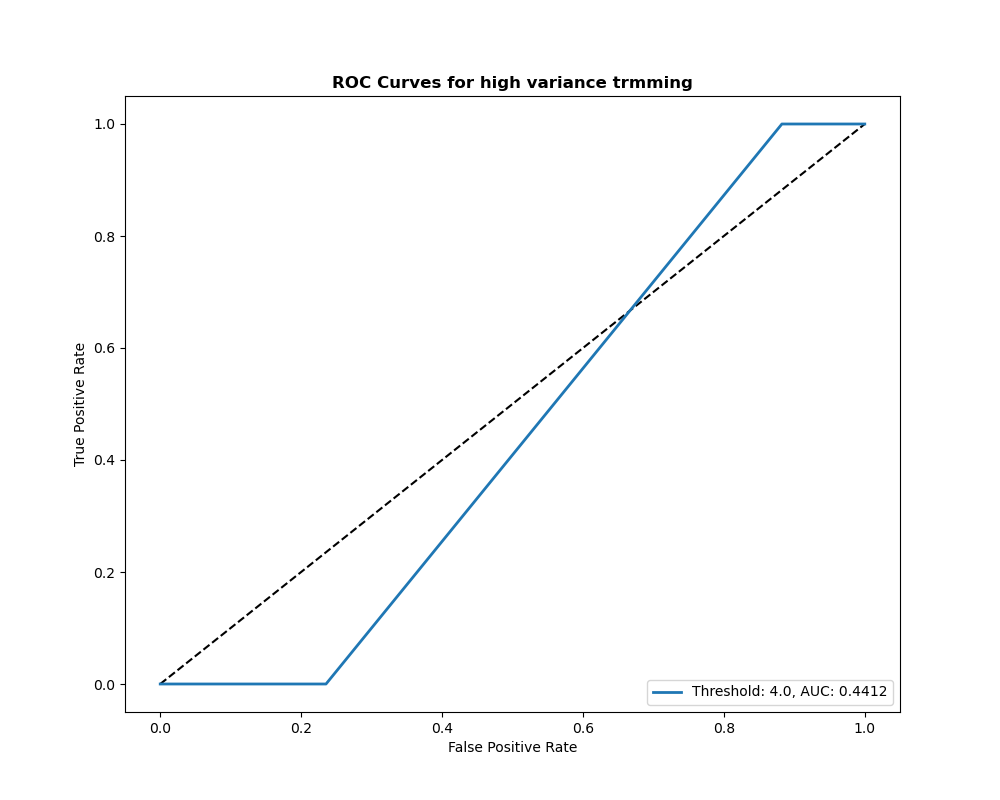 ROC Curves for high variance trmming
1.0
0.8
0.6
0.4
0.2
0.0
True Positive Rate
Threshold: 4.0, AUC: 0.4412
0.0 0.2 0.4 0.6 0.8 1.0
False Positive Rate